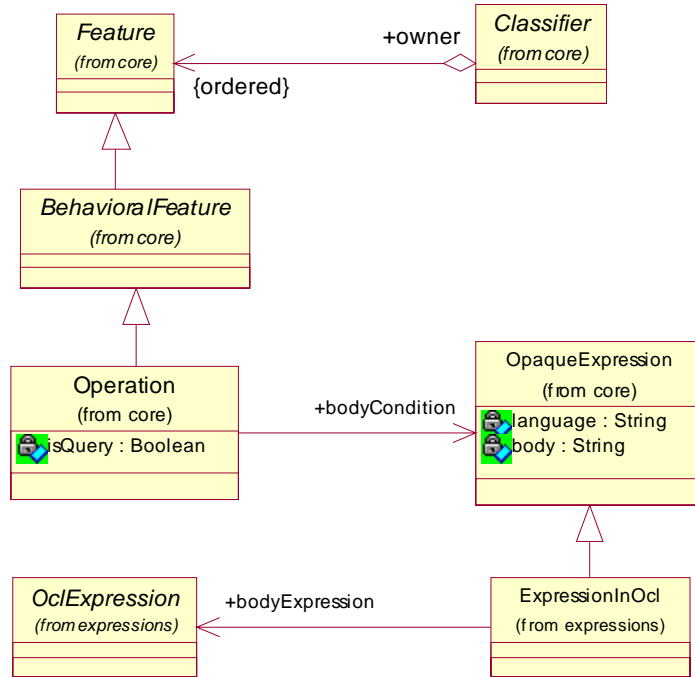 Feature
(from core)
+owner
{ordered}
Classifier
(from core)
BehavioralFeature
(from core)
Operation
(from core)
isQuery : Boolean
+bodyCondition
OpaqueExpression
(from core)
language : String
body : String
OclExpression
(from expressions)
+bodyExpression
ExpressionInOcl
(from expressions)